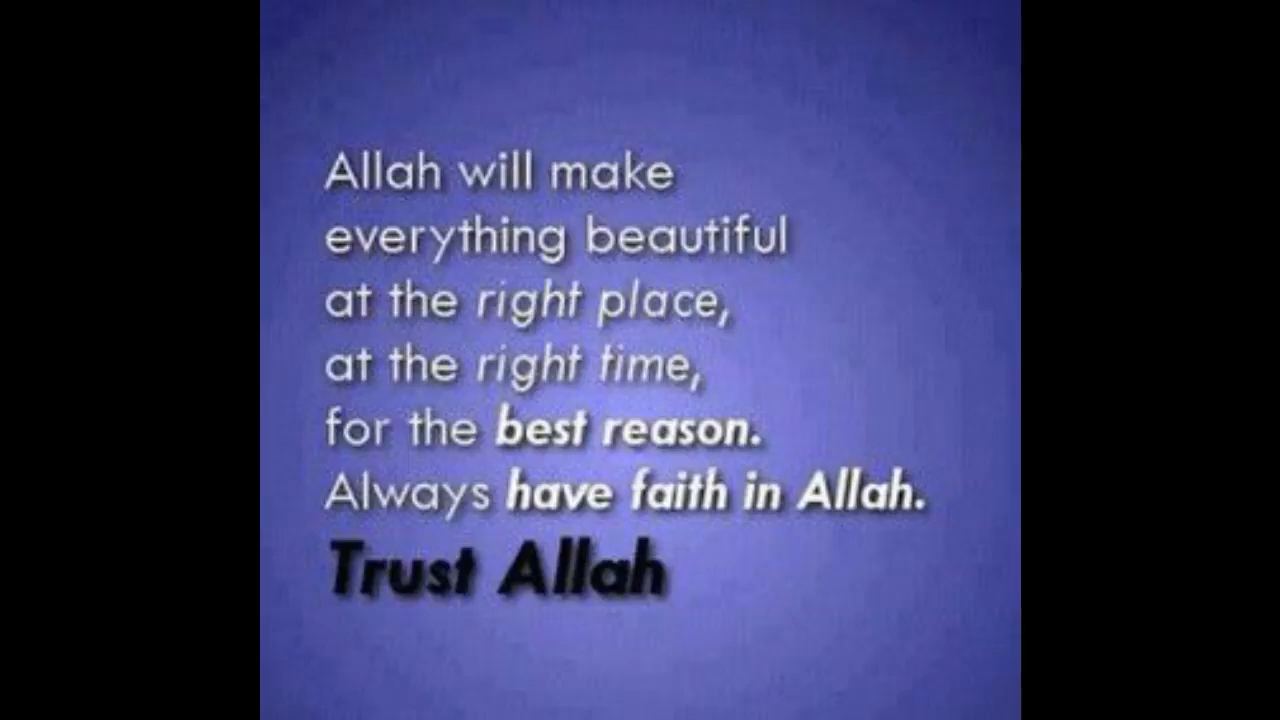 Allah will make
everything beautiful
at the right place,
at the right time,
for the best reason.
Always have faith in Allah.
Trust Allah